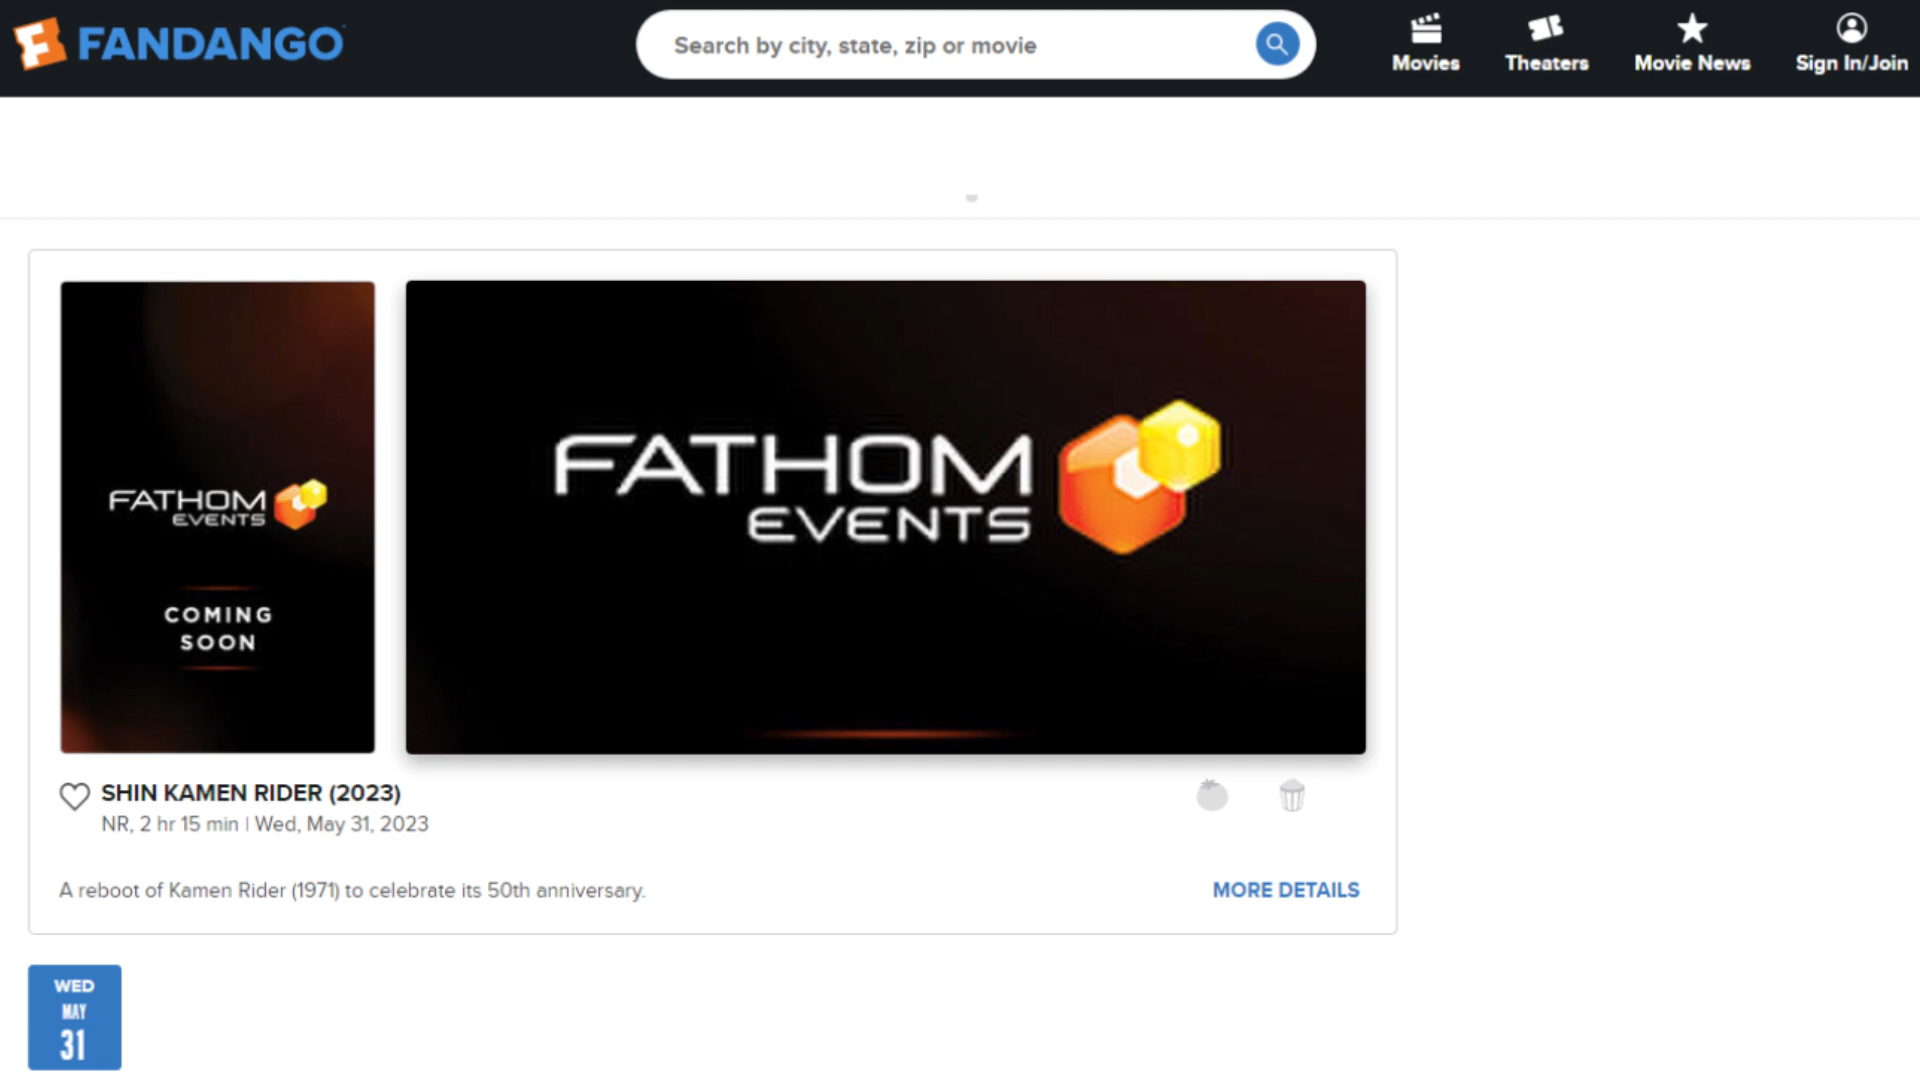 FANDANGO
Search by city, state, zip or movie
Movies
Theaters
Movie News
Sign In/Join
FATHOM
EVENTS
COMING
SOON
FATHOM
EVENTS
SHIN KAMEN RIDER (2023)
NR, 2 hr 15 min | Wed, May 31, 2023
A reboot of Kamen Rider (1971) to celebrate its 50th anniversary.
MORE DETAILS
WED
MAY
31